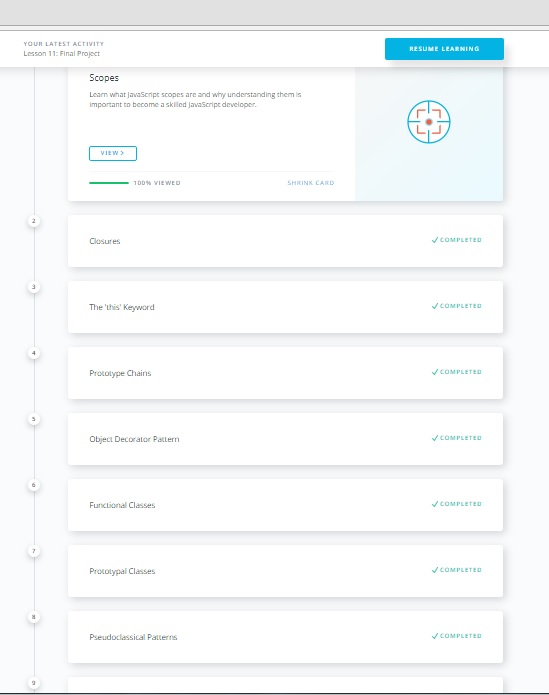 YOUR LATEST ACTIVITY
Lesson 11: Final Project
RESUME LEARNING
Scopes
Learn what JavaScript scopes are and why understanding them is
important to become a skilled JavaScript developer.
VIEW >
100% VIEWED
SHRINK CARD
2
Closures
✓ COMPLETED
3
The 'this' Keyword
✓ COMPLETED
4
Prototype Chains
✓ COMPLETED
5
Object Decorator Pattern
✓ COMPLETED
6
Functional Classes
✓ COMPLETED
7
Prototypal Classes
✓ COMPLETED
8
Pseudoclassical Patterns
✓ COMPLETED
9